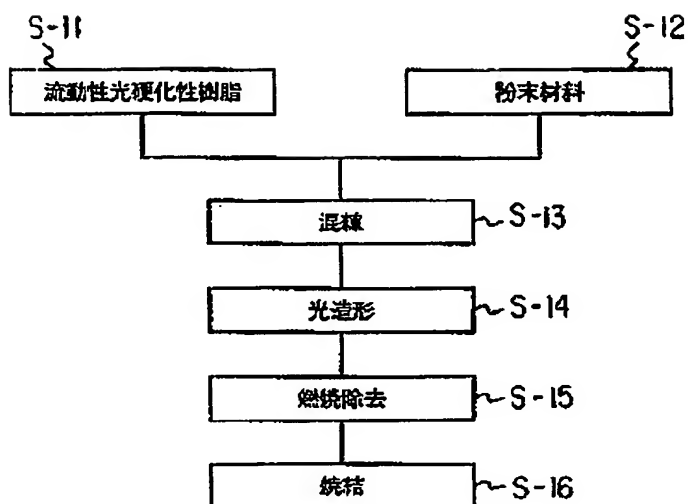 S-11
S-12
流動性光硬化性樹脂
粉末材料
混練
S-13
光造形
S-14
燃焼除去
S-15
焼結
S-16